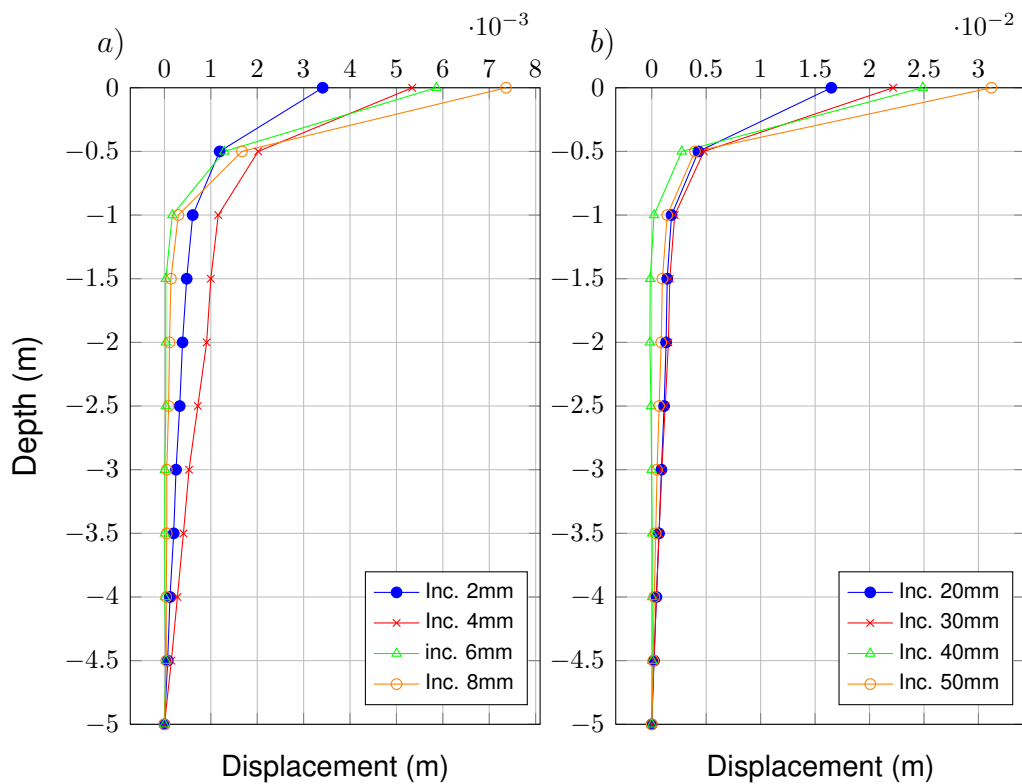 a)
·10⁻³
0 1 2 3 4 5 6 7 8
0
−0.5
−1
−1.5
−2
−2.5
−3
−3.5
−4
−4.5
−5
Depth (m)
Inc. 2mm
Inc. 4mm
inc. 6mm
Inc. 8mm
Displacement (m)
b)
·10⁻²
0 0.5 1 1.5 2 2.5 3
0
−0.5
−1
−1.5
−2
−2.5
−3
−3.5
−4
−4.5
−5
Inc. 20mm
Inc. 30mm
Inc. 40mm
Inc. 50mm
Displacement (m)